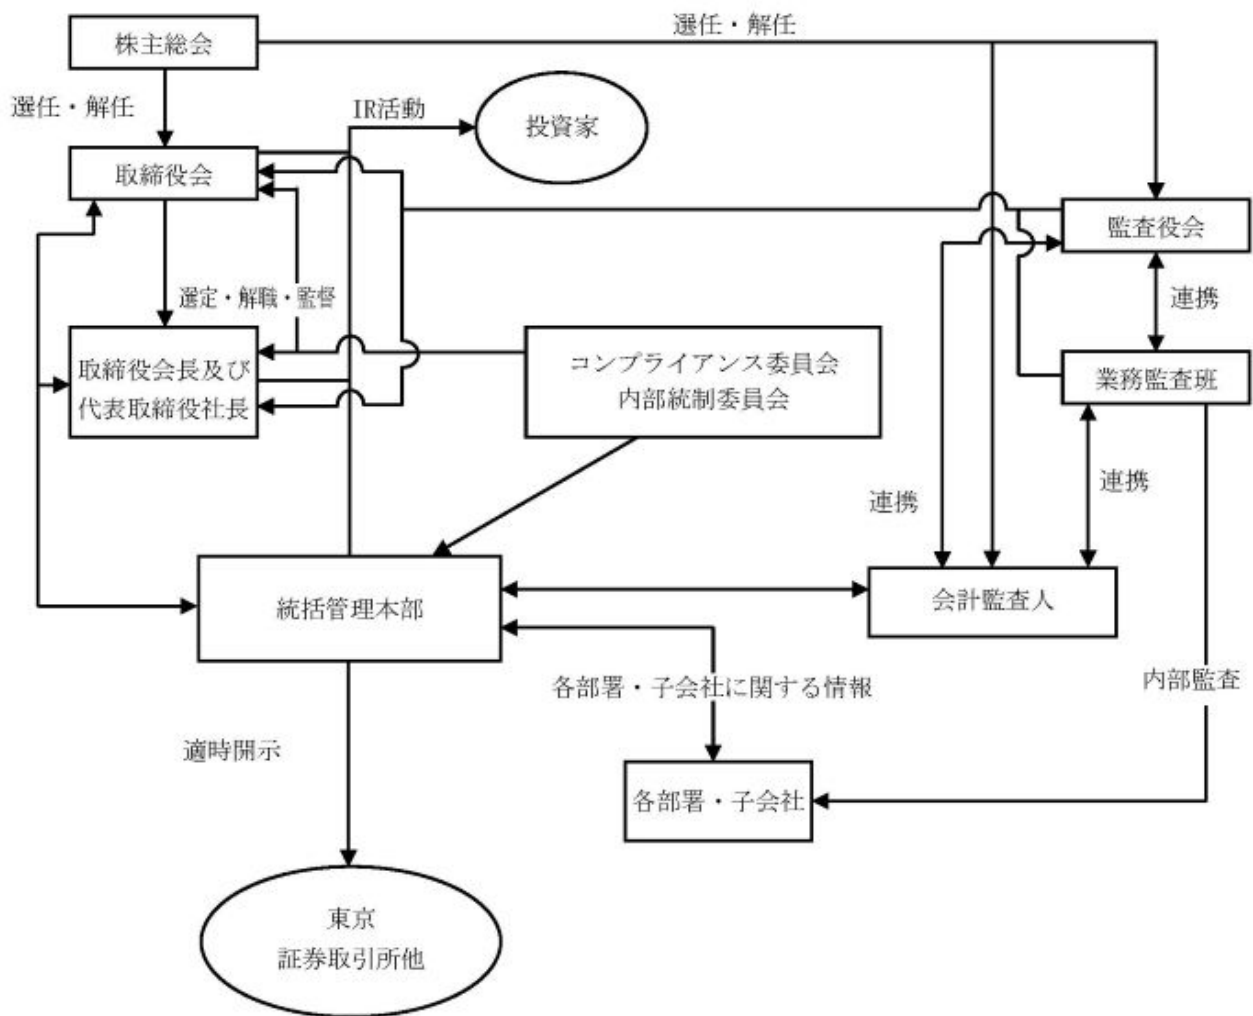 選任・解任
株主総会
選任・解任
IR活動
投資家
取締役会
監査役会
選定・解職・監督
連携
取締役会長及び
代表取締役社長
コンプライアンス委員会
内部統制委員会
業務監査班
連携
連携
統括管理本部
会計監査人
各部署・子会社に関する情報
内部監査
適時開示
各部署・子会社
東京
証券取引所他